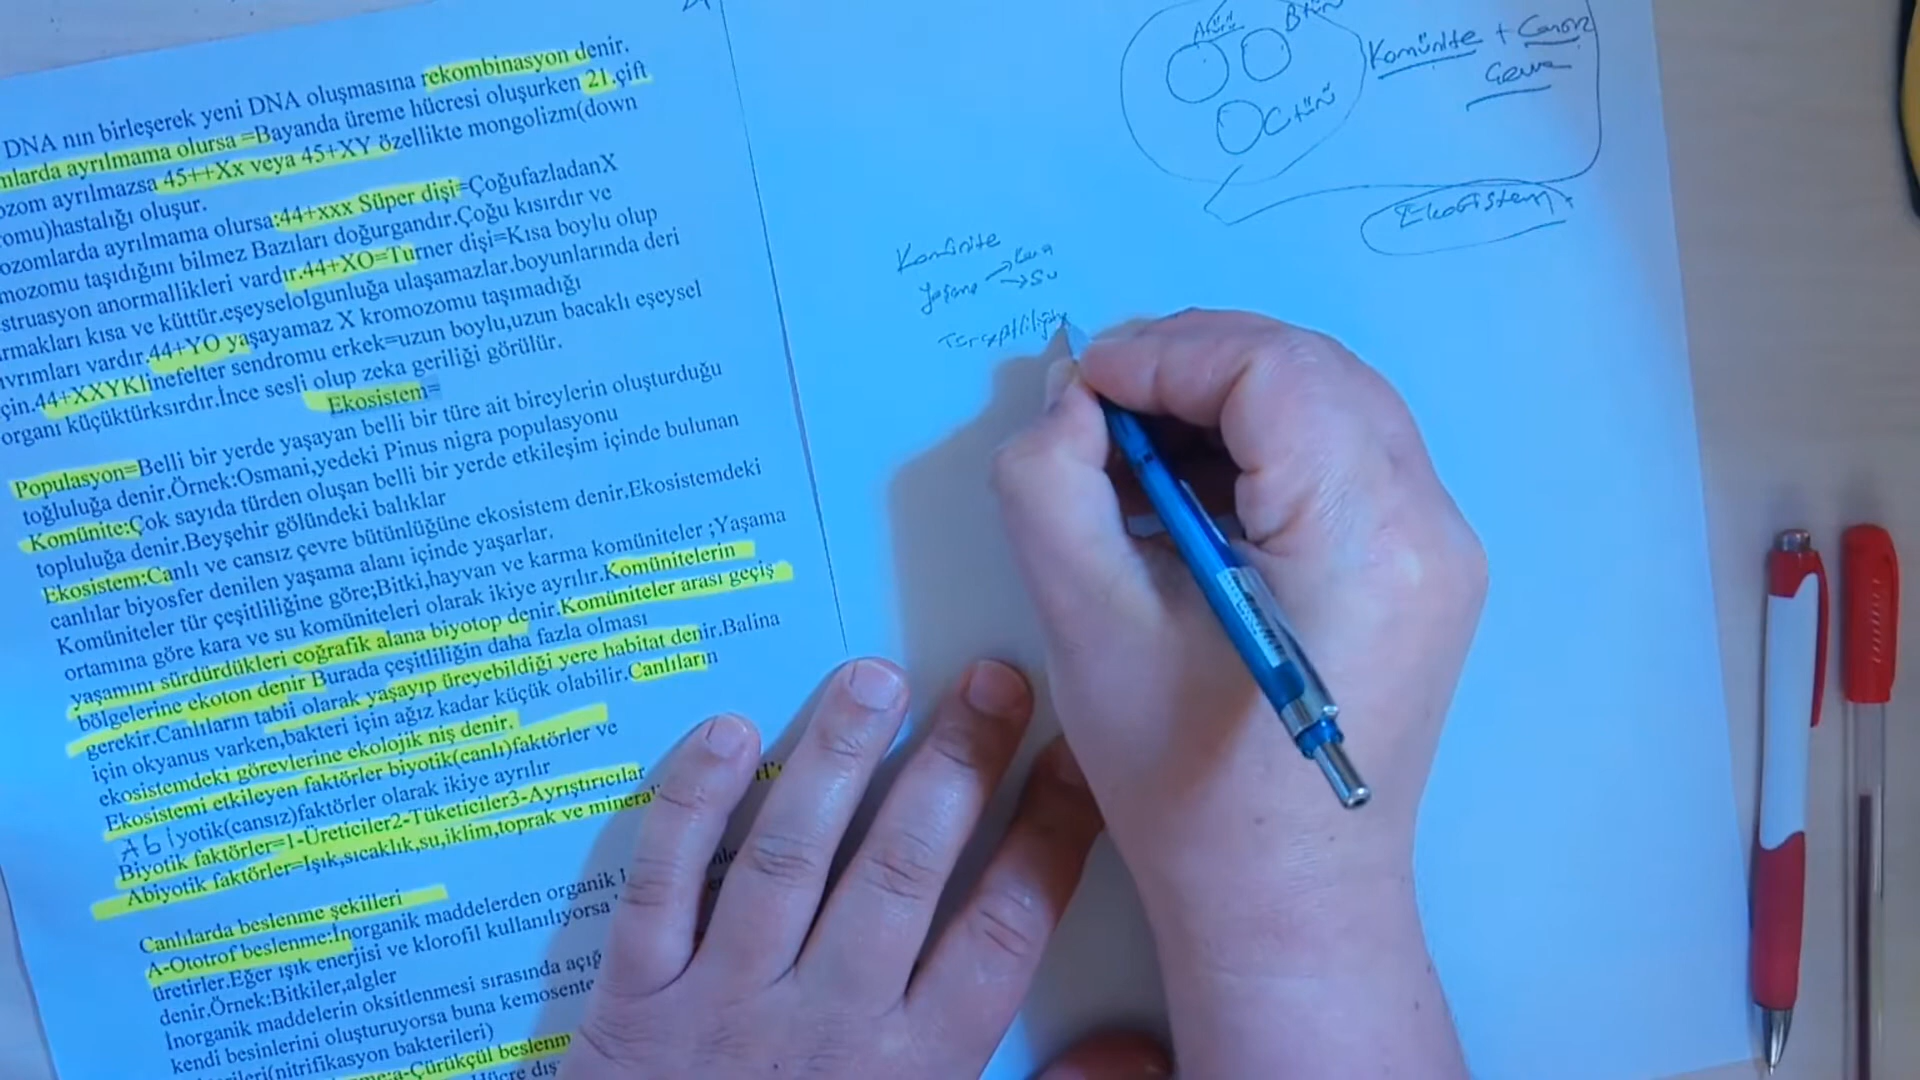 DNA nın birleşerek yeni DNA oluşmasına rekombinasyon denir.
mlarda ayrılmama olursa =Bayanda üreme hücresi oluşurken 21.çift
ozom ayrılmazsa 45++Xx veya 45+XY özellikte mongolizm(down
romu)hastalığı oluşur.
ozomlarda ayrılmama olursa:44+xxx Süper dişi=ÇoğufazladanX
mozomu taşıdığını bilmez Bazıları doğurgandır.Çoğu kısırdır ve
struasyon anormallikleri vardır.44+XO=Turner dişi=Kısa boylu olup
rmakları kısa ve küttür.eşeyselolgunluğa ulaşamazlar.boyunlarında deri
ıvrımları vardır.44+YO yaşayamaz X kromozomu taşımadığı
çin.44+XXYKlinefelter sendromu erkek=uzun boylu,uzun bacaklı eşeysel
organı küçüktürksırdır.İnce sesli olup zeka geriliği görülür.
Ekosistem=
Populasyon=Belli bir yerde yaşayan belli bir türe ait bireylerin oluşturduğu
toğluluğa denir.Örnek:Osmani,yedeki Pinus nigra populasyonu
Komünite:Çok sayıda türden oluşan belli bir yerde etkileşim içinde bulunan
topluluğa denir.Beyşehir gölündeki balıklar
Ekosistem:Canlı ve cansız çevre bütünlüğüne ekosistem denir.Ekosistemdeki
canlılar biyosfer denilen yaşama alanı içinde yaşarlar.
Komüniteler tür çeşitliliğine göre;Bitki,hayvan ve karma komüniteler ;Yaşama
ortamına göre kara ve su komüniteleri olarak ikiye ayrılır.Komünitelerin
yaşamını sürdürdükleri coğrafik alana biyotop denir.Komüniteler arası geçiş
bölgelerine ekoton denir Burada çeşitliliğin daha fazla olması
gerekir.Canlıların tabii olarak yaşayıp üreyebildiği yere habitat denir.Balina
için okyanus varken,bakteri için ağız kadar küçük olabilir.Canlıların
ekosistemdeki görevlerine ekolojik niş denir.
Ekosistemi etkileyen faktörler biyotik(canlı)faktörler ve
Abiyotik(cansız)faktörler olarak ikiye ayrılır
Biyotik faktörler=1-Üreticiler2-Tüketiciler3-Ayrıştırıcılar
Abiyotik faktörler=Işık,sıcaklık,su,iklim,toprak ve mineral
Canlılarda beslenme şekilleri
A-Ototrof beslenme:İnorganik maddelerden organik
üretirler.Eğer ışık enerjisi ve klorofil kullanılıyorsa
denir.Örnek:Bitkiler,algler
İnorganik maddelerin oksitlenmesi sırasında açığ
kendi besinlerini oluşturuyorsa buna kemosente
(nitrifikasyon bakterileri)
a-Çürükçül beslenm
Hücre dış
A türü
B türü
C türü
Komünite + Cansız
Çevre
Ekosistem
Komünite
Yaşama
Kara
Su